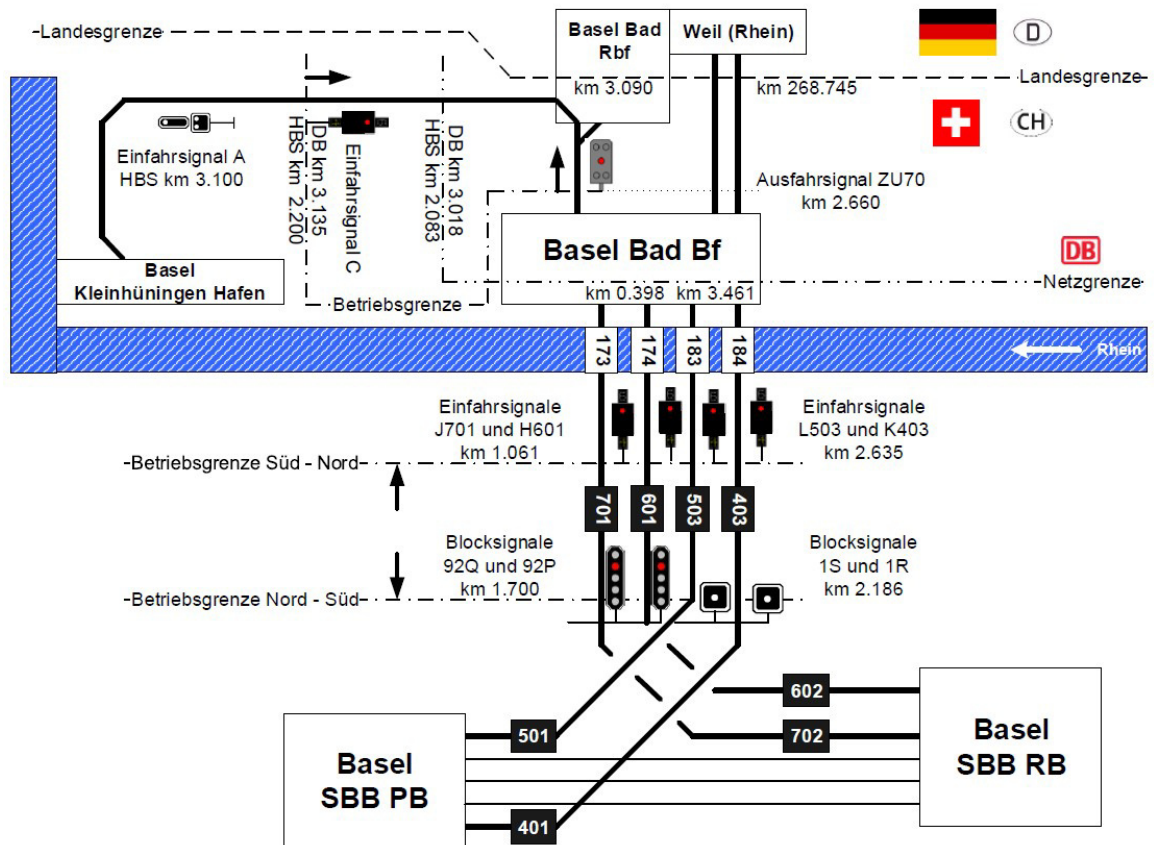 Landesgrenze
Basel Bad
Rbf
km 3.090
Weil (Rhein)
D
km 268.745
Landesgrenze
CH
Einfahrsignal A
HBS km 3.100
DB km 3.135
HBS km 2.200
Einfahrsignal C
DB km 3.018
HBS km 2.083
Ausfahrsignal ZU70
km 2.660
Basel
Kleinhüningen Hafen
Basel Bad Bf
km 0.398 km 3.461
DB
Netzgrenze
Betriebsgrenze
173
174
183
184
Rhein
Einfahrsignale
J701 und H601
km 1.061
Einfahrsignale
L503 und K403
km 2.635
Betriebsgrenze Süd - Nord
701
601
503
403
Blocksignale
92Q und 92P
km 1.700
Blocksignale
1S und 1R
km 2.186
Betriebsgrenze Nord - Süd
602
501
702
Basel
SBB PB
Basel
SBB RB
401